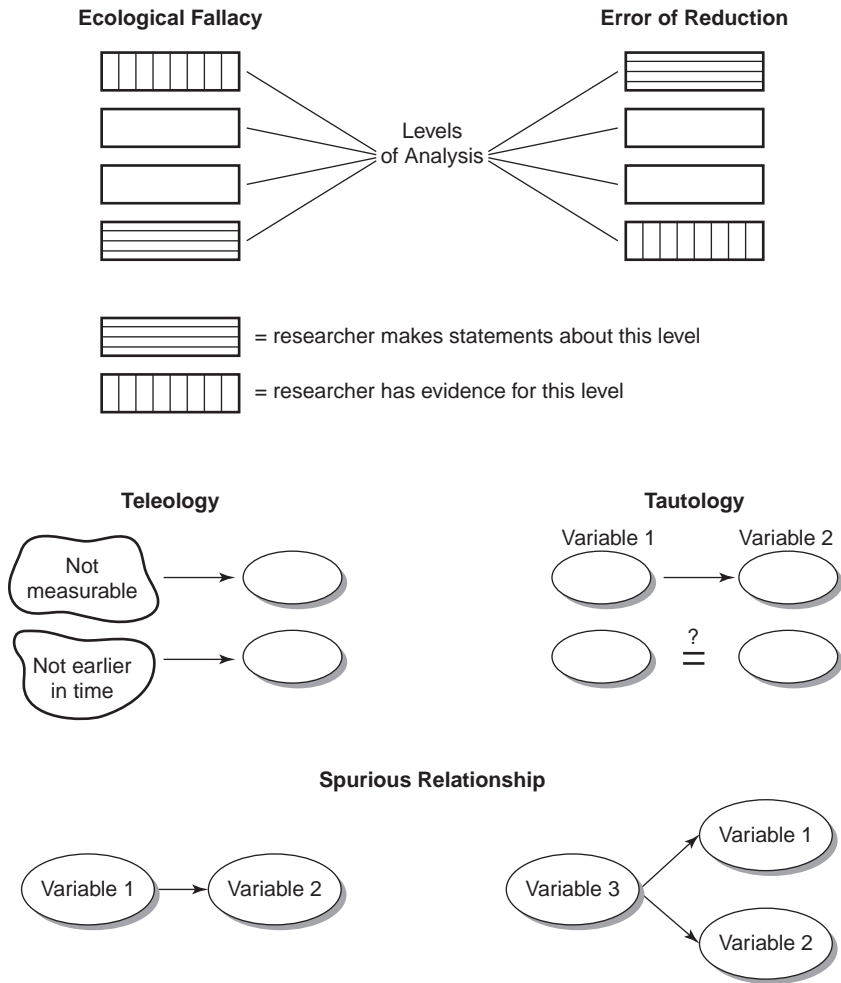 Ecological Fallacy
Error of Reduction
Levels
of Analysis
= researcher makes statements about this level
= researcher has evidence for this level
Teleology
Not
measurable
Not earlier
in time
Tautology
Variable 1
Variable 2
?
=
Spurious Relationship
Variable 1
Variable 2
Variable 3
Variable 1
Variable 2